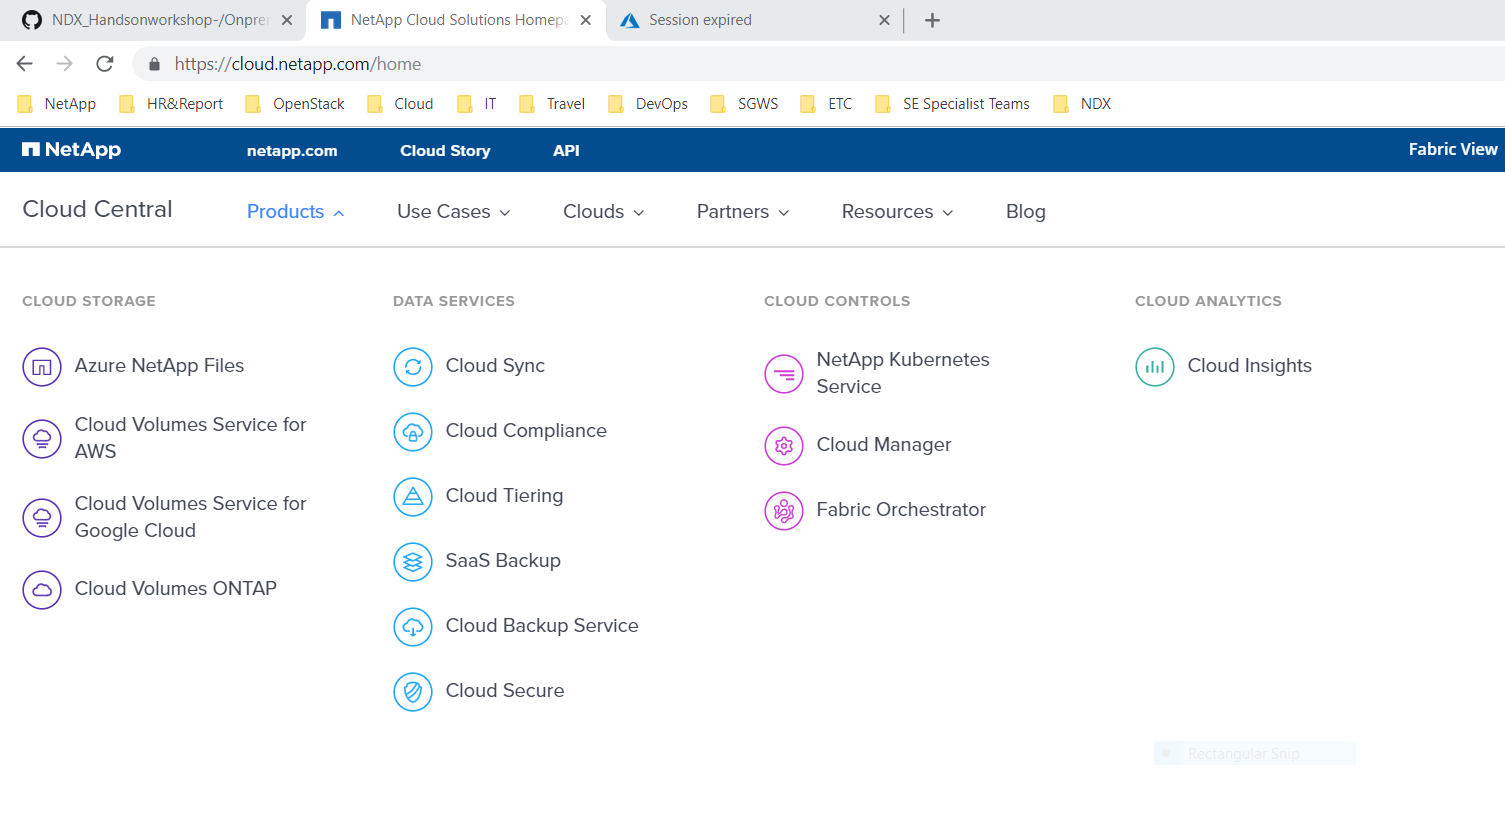 NDX_Handsonworkshop-/Onprer
NetApp Cloud Solutions Homepa
Session expired
https://cloud.netapp.com/home
NetApp HR&Report OpenStack Cloud IT Travel DevOps SGWS ETC SE Specialist Teams NDX
NetApp netapp.com Cloud Story API Fabric View
Cloud Central Products Use Cases Clouds Partners Resources Blog
CLOUD STORAGE
Azure NetApp Files
Cloud Volumes Service for
AWS
Cloud Volumes Service for
Google Cloud
Cloud Volumes ONTAP
DATA SERVICES
Cloud Sync
Cloud Compliance
Cloud Tiering
SaaS Backup
Cloud Backup Service
Cloud Secure
CLOUD CONTROLS
NetApp Kubernetes
Service
Cloud Manager
Fabric Orchestrator
CLOUD ANALYTICS
Cloud Insights
Rectangular Snip